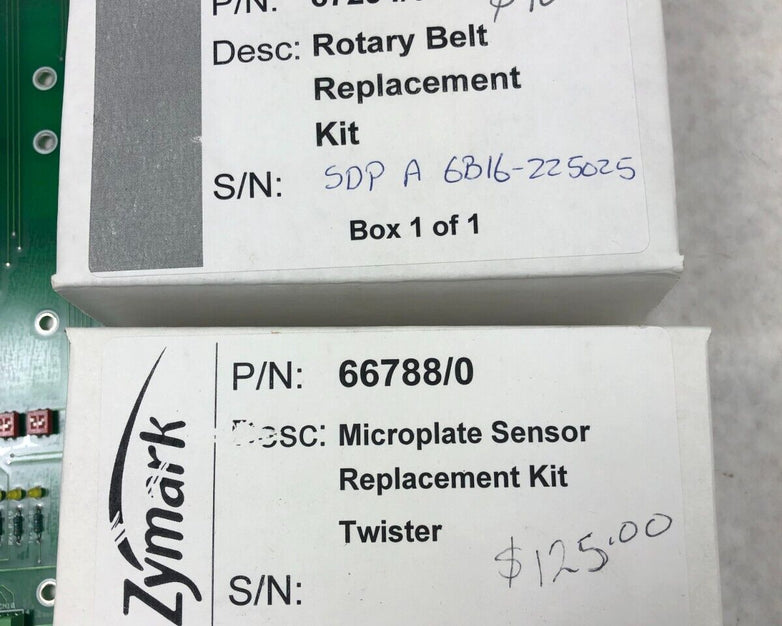 P/N:
Desc: Rotary Belt
Replacement
Kit
S/N: SDP A 6B16-225025
Box 1 of 1
Zymark
P/N: 66788/0
Desc: Microplate Sensor
Replacement Kit
Twister
$125.00
S/N: